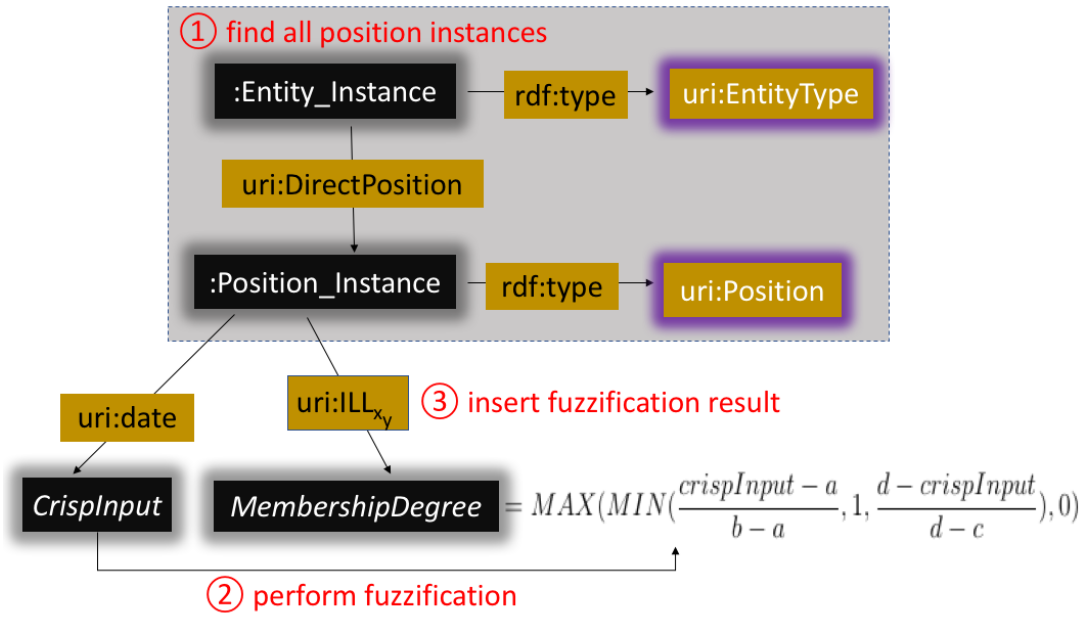 ① find all position instances
:Entity_Instance
rdf:type
uri:EntityType
uri:DirectPosition
:Position_Instance
rdf:type
uri:Position
uri:date
uri:ILLxy
③ insert fuzzification result
CrispInput
MembershipDegree = MAX(MIN((crispInput − a)/(b − a), 1, (d − crispInput)/(d − c)), 0)
② perform fuzzification